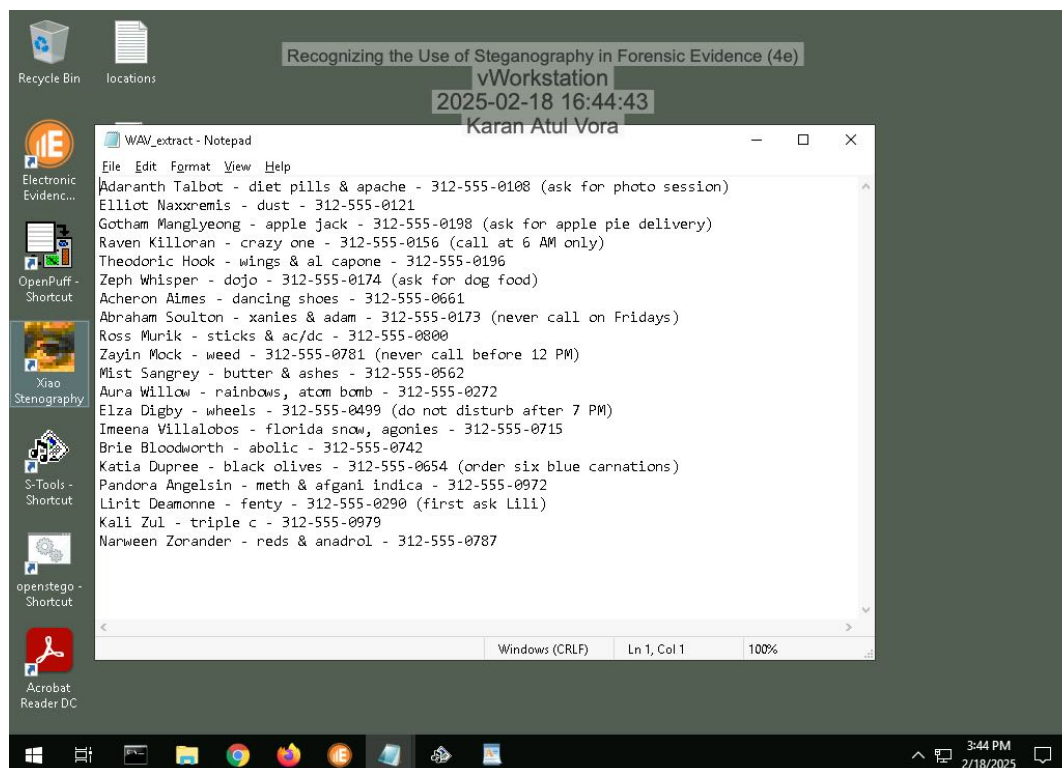 Recycle Bin
locations
Recognizing the Use of Steganography in Forensic Evidence (4e)
vWorkstation
2025-02-18 16:44:43
Karan Atul Vora
Electronic
Evidenc...
OpenPuff -
Shortcut
Xiao
Stenography
S-Tools -
Shortcut
openstego -
Shortcut
Acrobat
Reader DC
WAV_extract - Notepad
File Edit Format View Help
Adaranth Talbot - diet pills & apache - 312-555-0108 (ask for photo session)
Elliot Naxxremis - dust - 312-555-0121
Gotham Manglyeong - apple jack - 312-555-0198 (ask for apple pie delivery)
Raven Killoran - crazy one - 312-555-0156 (call at 6 AM only)
Theodoric Hook - wings & al capone - 312-555-0196
Zeph Whisper - dojo - 312-555-0174 (ask for dog food)
Acheron Aimes - dancing shoes - 312-555-0661
Abraham Soulton - xanies & adam - 312-555-0173 (never call on Fridays)
Ross Murik - sticks & ac/dc - 312-555-0800
Zayin Mock - weed - 312-555-0781 (never call before 12 PM)
Mist Sangrey - butter & ashes - 312-555-0562
Aura Willow - rainbows, atom bomb - 312-555-0272
Elza Digby - wheels - 312-555-0499 (do not disturb after 7 PM)
Imeena Villalobos - florida snow, agonies - 312-555-0715
Brie Bloodworth - abolic - 312-555-0742
Katia Dupree - black olives - 312-555-0654 (order six blue carnations)
Pandora Angelsin - meth & afgani indica - 312-555-0972
Lirit Deamonne - fenty - 312-555-0290 (first ask Lili)
Kali Zul - triple c - 312-555-0979
Narween Zorander - reds & anadrol - 312-555-0787
Windows (CRLF) Ln 1, Col 1 100%
3:44 PM
2/18/2025